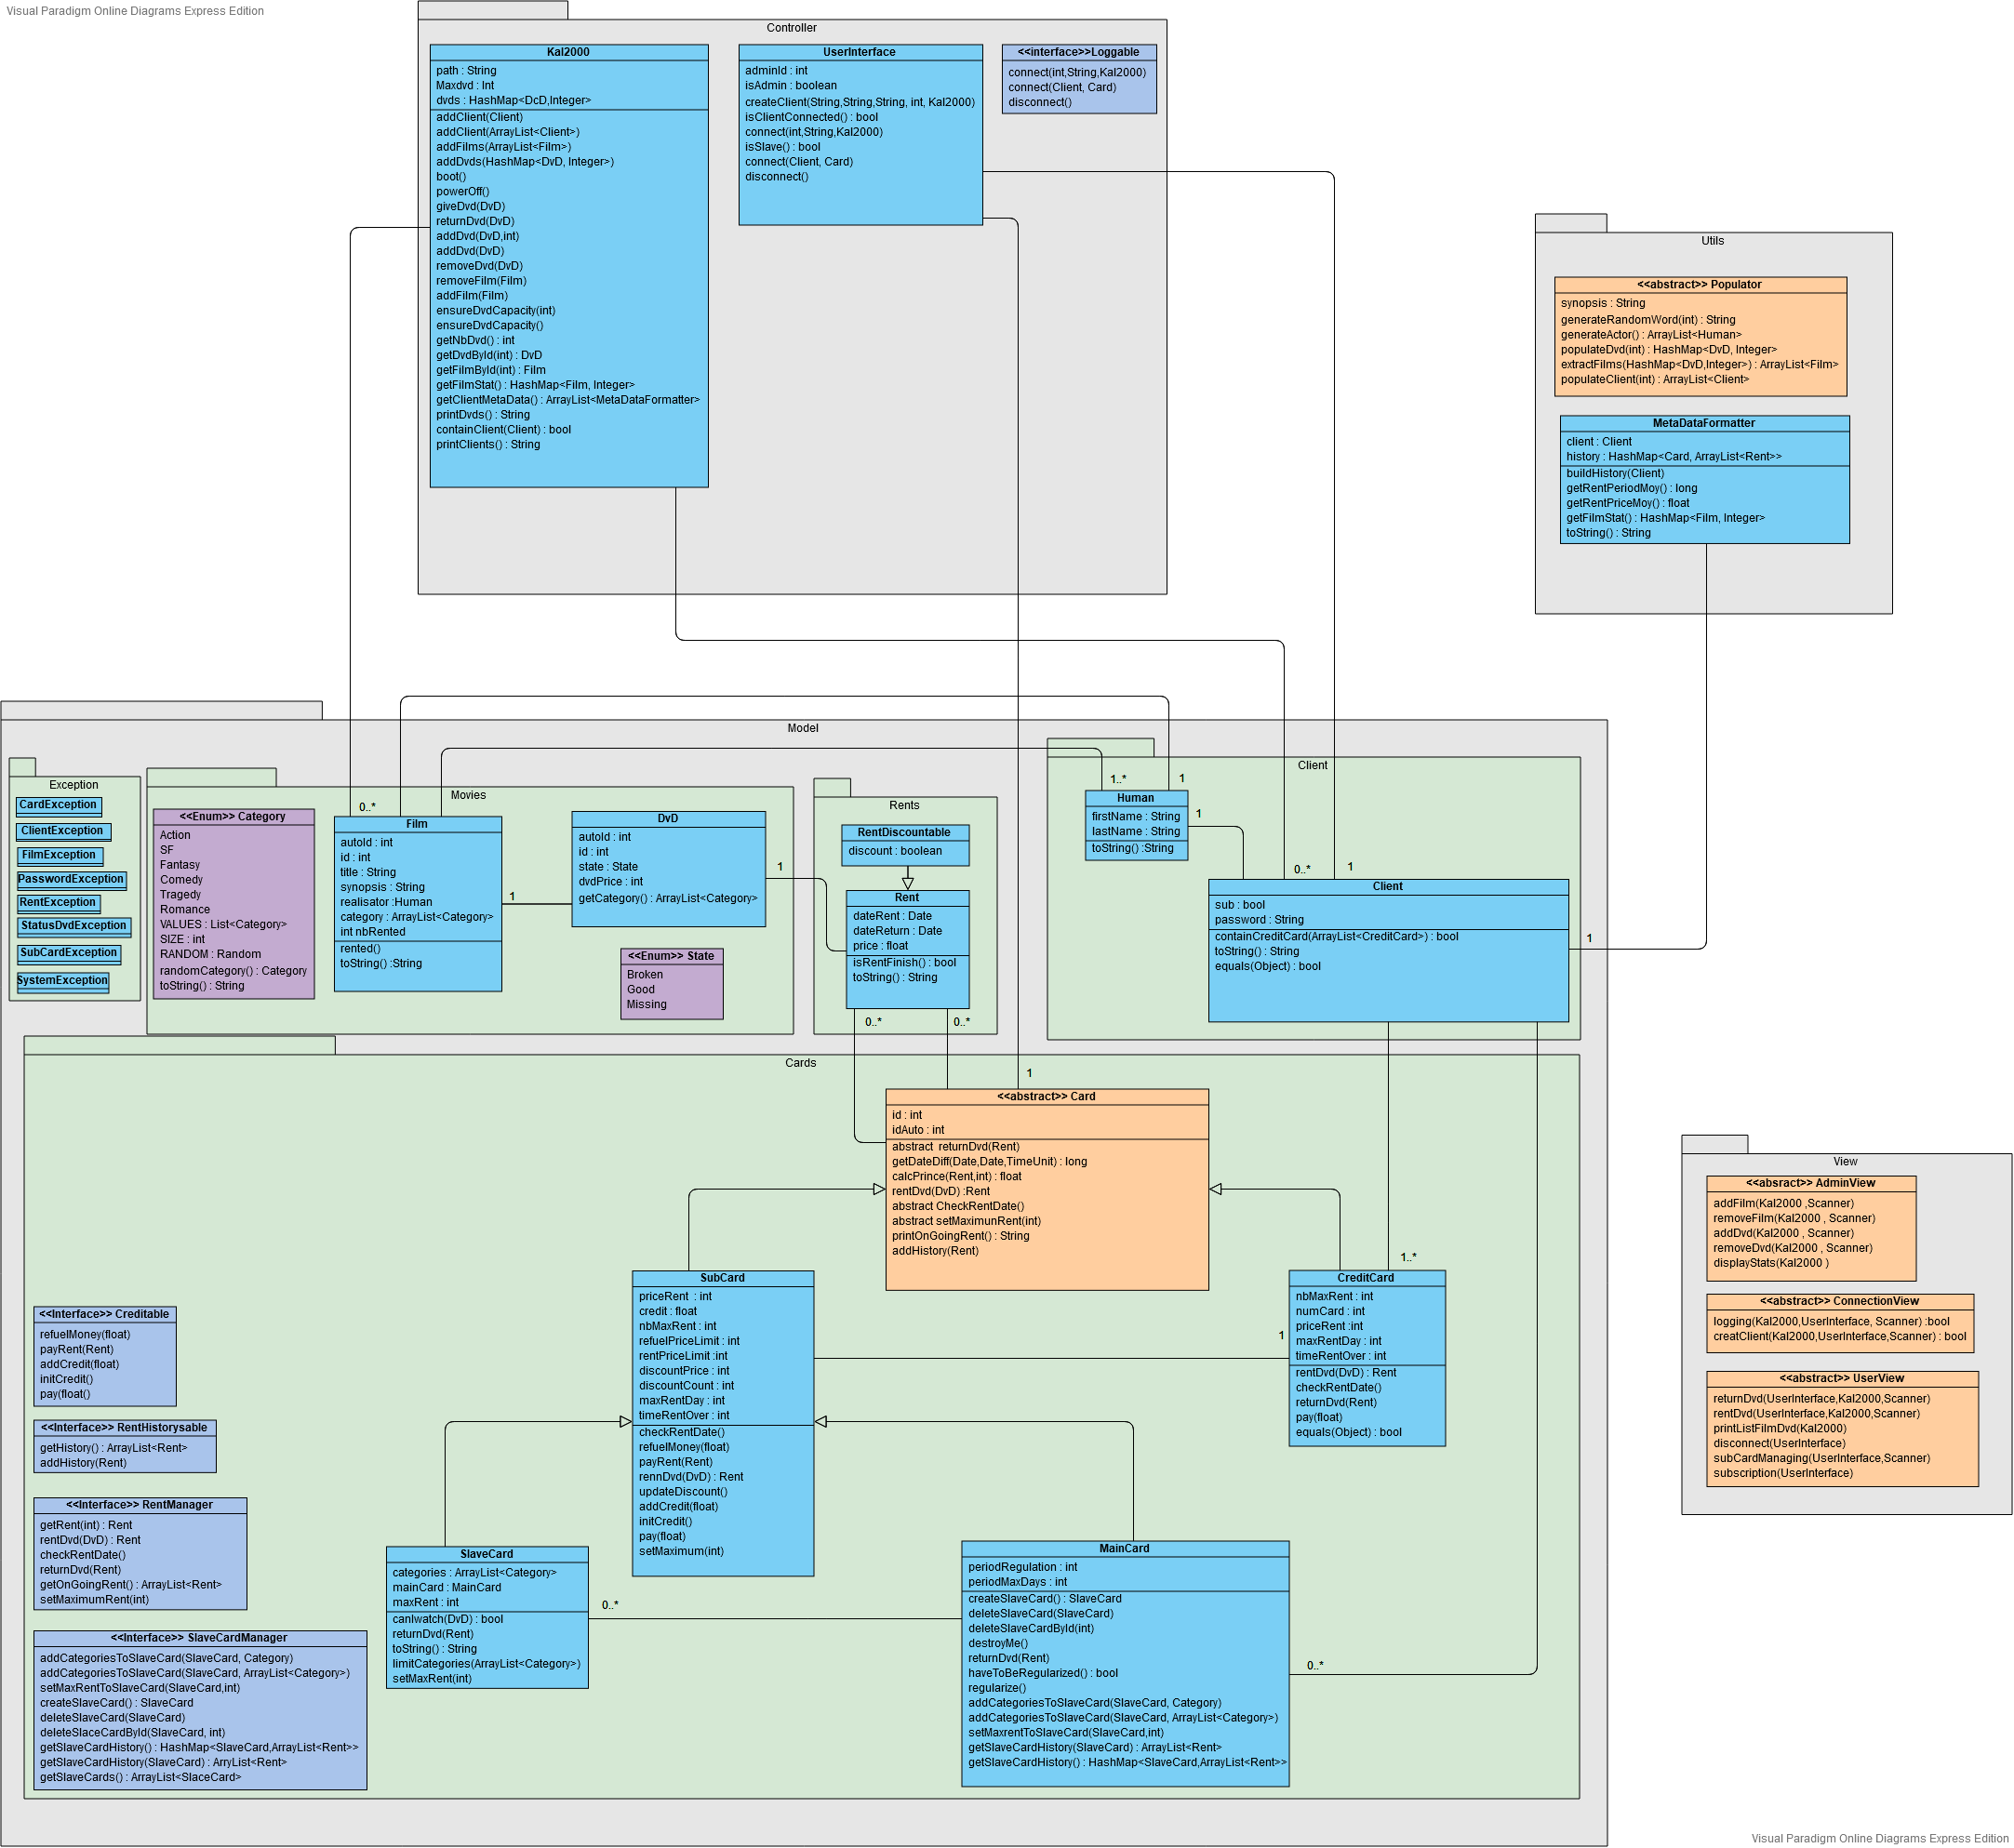 Visual Paradigm Online Diagrams Express Edition
Controller
Kal2000
path : String
Maxdvd : Int
dvds : HashMap<DcD,Integer>
addClient(Client)
addClient(ArrayList<Client>)
addFilms(ArrayList<Film>)
addDvds(HashMap<DvD, Integer>)
boot()
powerOff()
giveDvd(DvD)
returnDvd(DvD)
addDvd(DvD,int)
addDvd(DvD)
removeDvd(DvD)
removeFilm(Film)
addFilm(Film)
ensureDvdCapacity(int)
ensureDvdCapacity()
getNbDvd() : int
getDvdById(int) : DvD
getFilmById(int) : Film
getFilmStat() : HashMap<Film, Integer>
getClientMetaData() : ArrayList<MetaDataFormatter>
printDvds() : String
containClient(Client) : bool
printClients() : String
UserInterface
adminId : int
isAdmin : boolean
createClient(String,String,String, int, Kal2000)
isClientConnected() : bool
connect(int,String,Kal2000)
isSlave() : bool
connect(Client, Card)
disconnect()
<<interface>>Loggable
connect(int,String,Kal2000)
connect(Client, Card)
disconnect()
Utils
<<abstract>> Populator
synopsis : String
generateRandomWord(int) : String
generateActor() : ArrayList<Human>
populateDvd(int) : HashMap<DvD, Integer>
extractFilms(HashMap<DvD,Integer>) : ArrayList<Film>
populateClient(int) : ArrayList<Client>
MetaDataFormatter
client : Client
history : HashMap<Card, ArrayList<Rent>>
buildHistory(Client)
getRentPeriodMoy() : long
getRentPriceMoy() : float
getFilmStat() : HashMap<Film, Integer>
toString() : String
Model
Exception
CardException
ClientException
FilmException
PasswordException
RentException
StatusDvdException
SubCardException
SystemException
Movies
<<Enum>> Category
Action
SF
Fantasy
Comedy
Tragedy
Romance
VALUES : List<Category>
SIZE : int
RANDOM : Random
randomCategory() : Category
toString() : String
0..*
Film
autoId : int
id : int
title : String
synopsis : String
realisator :Human
category : ArrayList<Category>
int nbRented
rented()
toString() :String
1
DvD
autoId : int
id : int
state : State
dvdPrice : int
getCategory() : ArrayList<Category>
1
<<Enum>> State
Broken
Good
Missing
Rents
RentDiscountable
discount : boolean
Rent
dateRent : Date
dateReturn : Date
price : float
isRentFinish() : bool
toString() : String
0..*
0..*
Client
1..*
1
Human
firstName : String
lastName : String
toString() :String
1
0..*
1
Client
sub : bool
password : String
containCreditCard(ArrayList<CreditCard>) : bool
toString() : String
equals(Object) : bool
1
Cards
1
<<abstract>> Card
id : int
idAuto : int
abstract  returnDvd(Rent)
getDateDiff(Date,Date,TimeUnit) : long
calcPrince(Rent,int) : float
rentDvd(DvD) :Rent
abstract CheckRentDate()
abstract setMaximunRent(int)
printOnGoingRent() : String
addHistory(Rent)
SubCard
priceRent  : int
credit : float
nbMaxRent : int
refuelPriceLimit : int
rentPriceLimit :int
discountPrice : int
discountCount : int
maxRentDay : int
timeRentOver : int
checkRentDate()
refuelMoney(float)
payRent(Rent)
rennDvd(DvD) : Rent
updateDiscount()
addCredit(float)
initCredit()
pay(float)
setMaximum(int)
1..*
1
CreditCard
nbMaxRent : int
numCard : int
priceRent :int
maxRentDay : int
timeRentOver : int
rentDvd(DvD) : Rent
checkRentDate()
returnDvd(Rent)
pay(float)
equals(Object) : bool
<<Interface>> Creditable
refuelMoney(float)
payRent(Rent)
addCredit(float)
initCredit()
pay(float()
<<Interface>> RentHistorysable
getHistory() : ArrayList<Rent>
addHistory(Rent)
<<Interface>> RentManager
getRent(int) : Rent
rentDvd(DvD) : Rent
checkRentDate()
returnDvd(Rent)
getOnGoingRent() : ArrayList<Rent>
setMaximumRent(int)
<<Interface>> SlaveCardManager
addCategoriesToSlaveCard(SlaveCard, Category)
addCategoriesToSlaveCard(SlaveCard, ArrayList<Category>)
setMaxRentToSlaveCard(SlaveCard,int)
createSlaveCard() : SlaveCard
deleteSlaveCard(SlaveCard)
deleteSlaceCardById(SlaveCard, int)
getSlaveCardHistory() : HashMap<SlaveCard,ArrayList<Rent>>
getSlaveCardHistory(SlaveCard) : ArryList<Rent>
getSlaveCards() : ArrayList<SlaceCard>
SlaveCard
categories : ArrayList<Category>
mainCard : MainCard
maxRent : int
canIwatch(DvD) : bool
returnDvd(Rent)
toString() : String
limitCategories(ArrayList<Category>)
setMaxRent(int)
0..*
MainCard
periodRegulation : int
periodMaxDays : int
createSlaveCard() : SlaveCard
deleteSlaveCard(SlaveCard)
deleteSlaveCardById(int)
destroyMe()
returnDvd(Rent)
haveToBeRegularized() : bool
regularize()
addCategoriesToSlaveCard(SlaveCard, Category)
addCategoriesToSlaveCard(SlaveCard, ArrayList<Category>)
setMaxrentToSlaveCard(SlaveCard,int)
getSlaveCardHistory(SlaveCard) : ArrayList<Rent>
getSlaveCardHistory() : HashMap<SlaveCard,ArrayList<Rent>>
0..*
View
<<absract>> AdminView
addFilm(Kal2000 ,Scanner)
removeFilm(Kal2000 , Scanner)
addDvd(Kal2000 , Scanner)
removeDvd(Kal2000 , Scanner)
displayStats(Kal2000 )
<<abstract>> ConnectionView
logging(Kal2000,UserInterface, Scanner) :bool
creatClient(Kal2000,UserInterface,Scanner) : bool
<<abstract>> UserView
returnDvd(UserInterface,Kal2000,Scanner)
rentDvd(UserInterface,Kal2000,Scanner)
printListFilmDvd(Kal2000)
disconnect(UserInterface)
subCardManaging(UserInterface,Scanner)
subscription(UserInterface)
Visual Paradigm Online Diagrams Express Edition